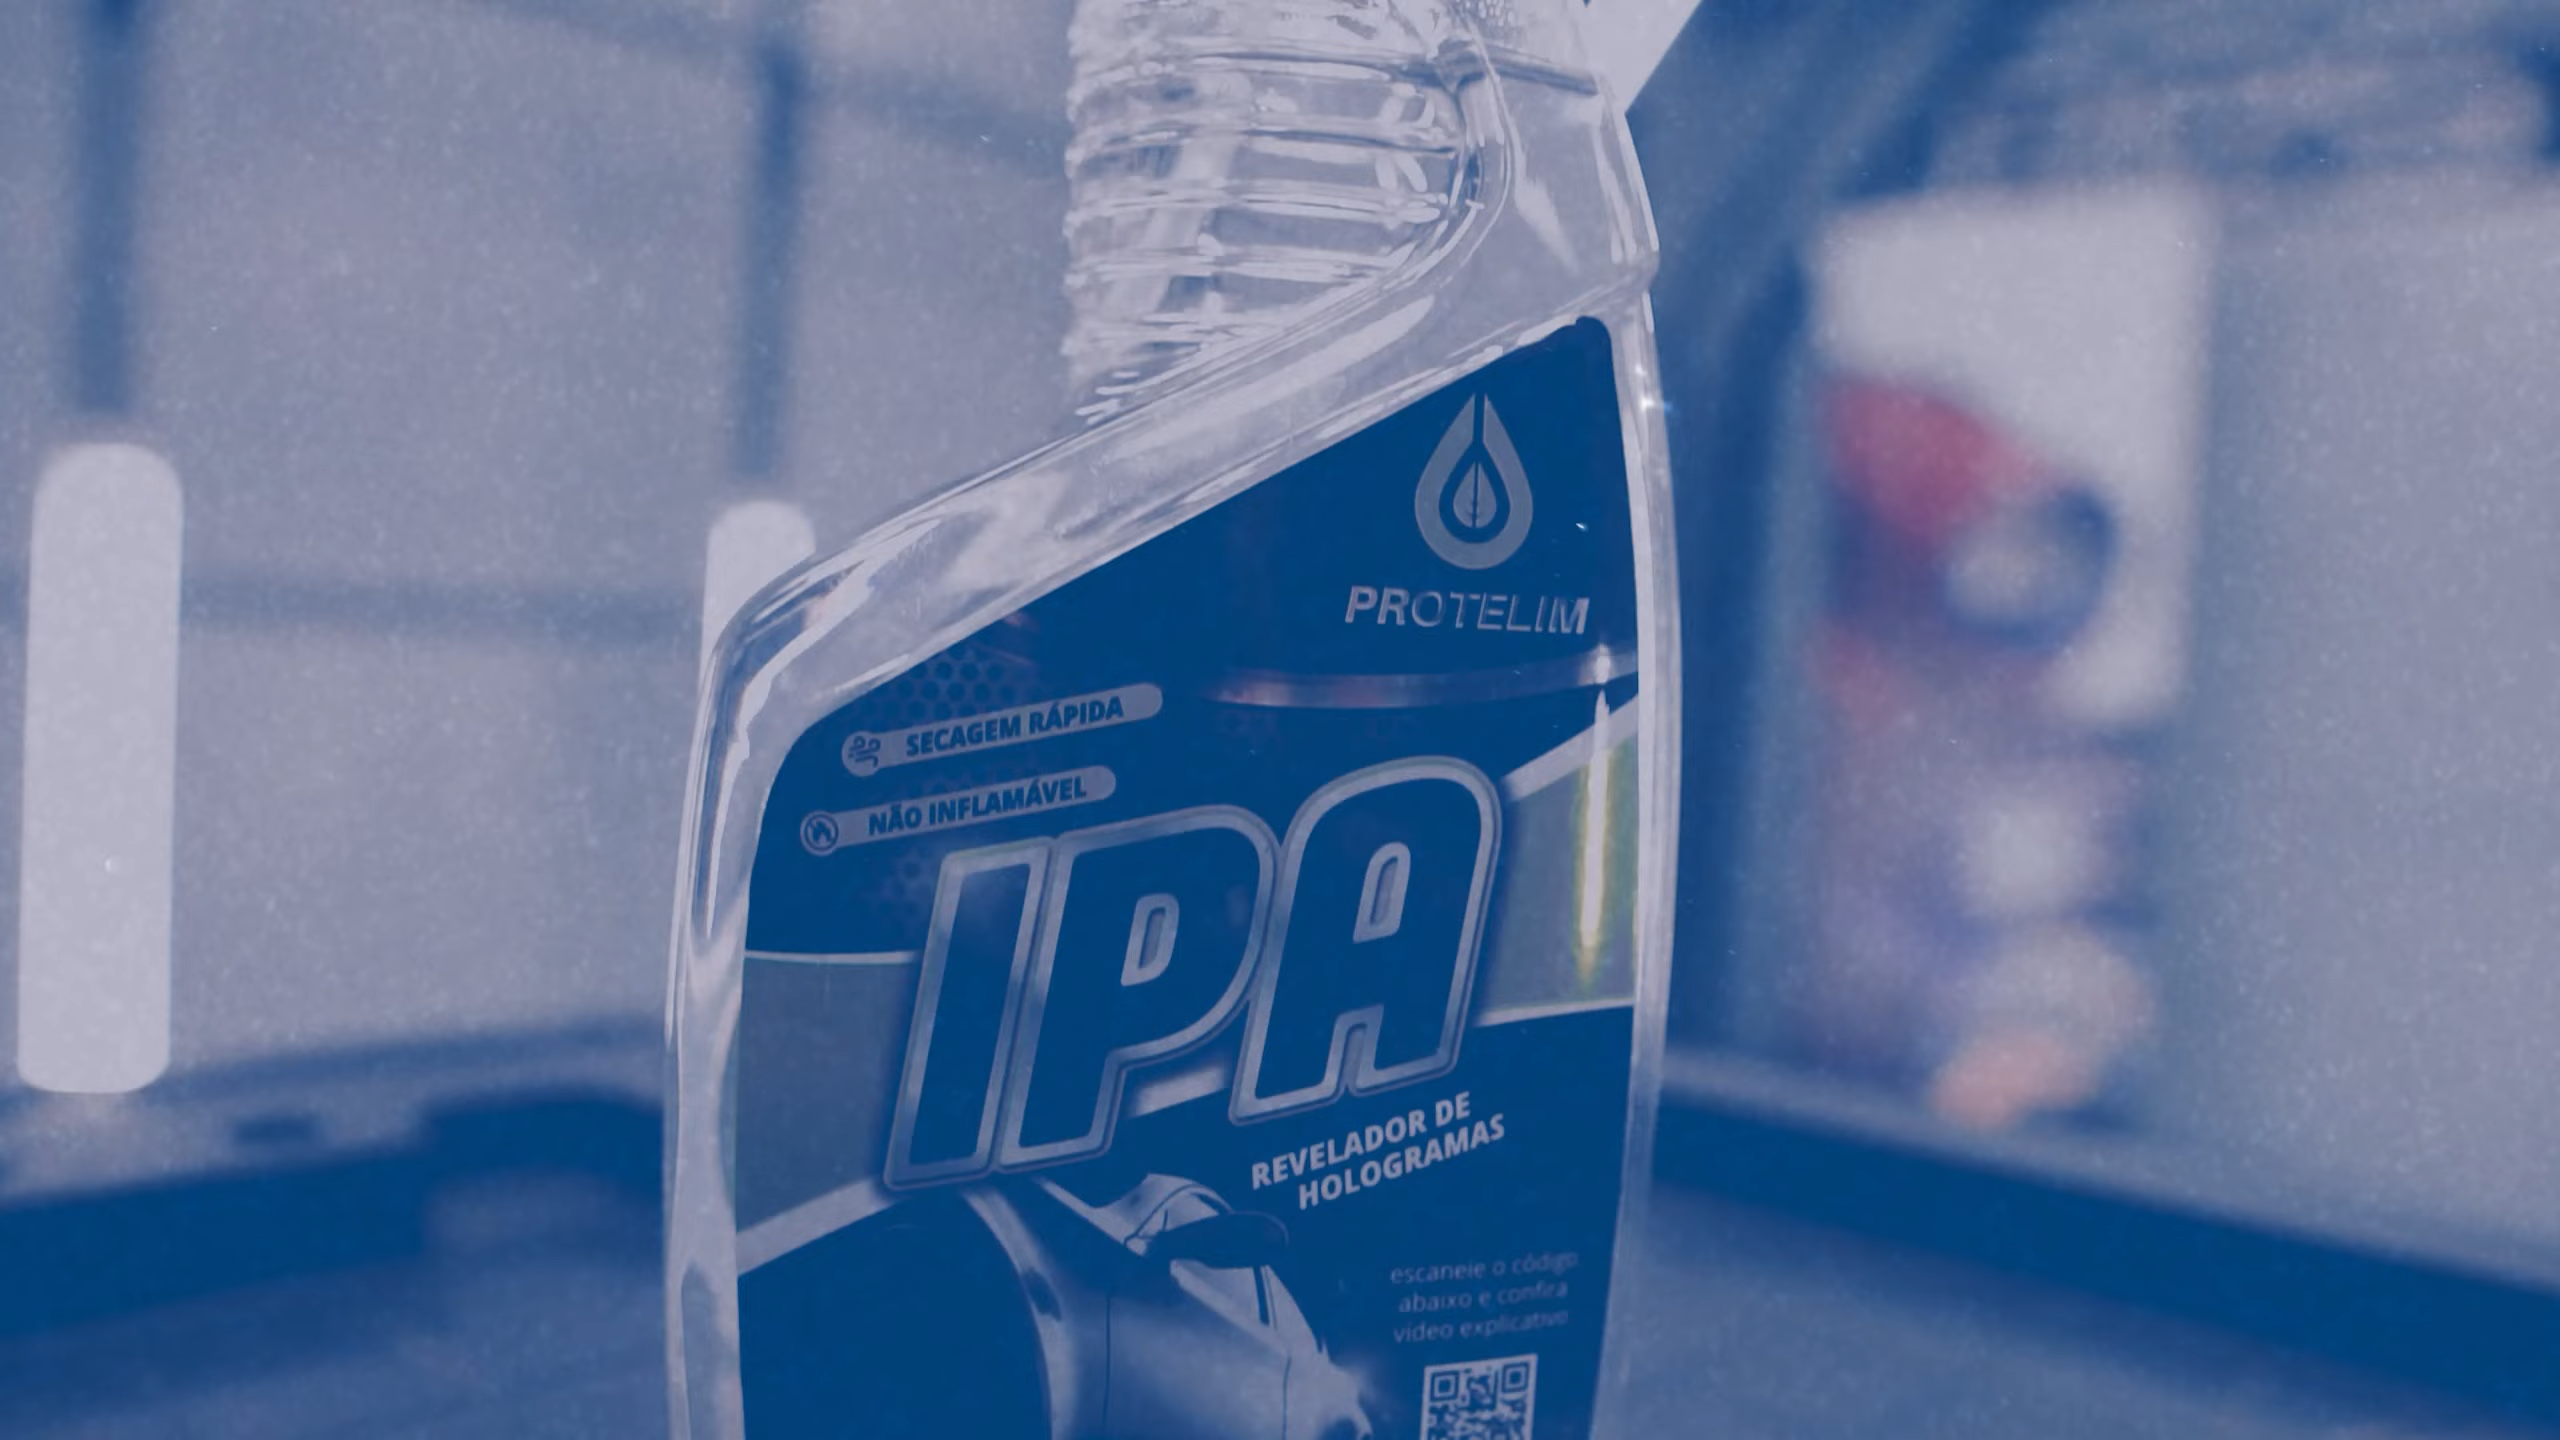 PROTELIM
SECAGEM RÁPIDA
NÃO INFLAMÁVEL
IPA
REVELADOR DE
HOLOGRAMAS
escaneie o código
abaixo e confira
vídeo explicativo